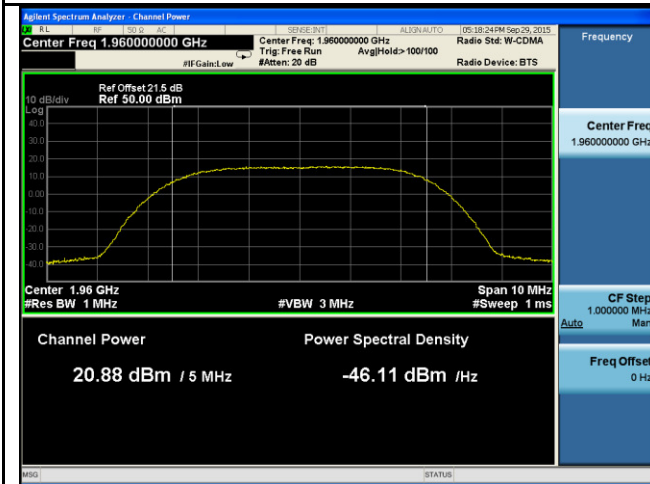 Agilent Spectrum Analyzer - Channel Power
RL RF 50 Ω AC SENSE:INT ALIGNAUTO 05:18:24 PM Sep 29, 2015
Center Freq 1.960000000 GHz
#IFGain:Low
Center Freq: 1.960000000 GHz
Trig: Free Run Avg|Hold:> 100/100
#Atten: 20 dB
Radio Std: W-CDMA
Radio Device: BTS
Ref Offset 21.5 dB
10 dB/div Ref 50.00 dBm
Log
40.0
30.0
20.0
10.0
0.00
-10.0
-20.0
-30.0
-40.0
Center 1.96 GHz Span 10 MHz
#Res BW 1 MHz #VBW 3 MHz #Sweep 1 ms
Channel Power Power Spectral Density
20.88 dBm / 5 MHz -46.11 dBm /Hz
MSG STATUS
Frequency
Center Freq
1.960000000 GHz
CF Step
1.000000 MHz
Auto Man
Freq Offset
0 Hz